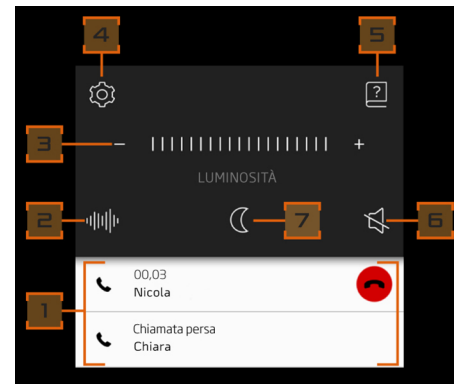 4
5
?
3
− +
LUMINOSITÀ
2
7
6
1
00,03
Nicola
Chiamata persa
Chiara